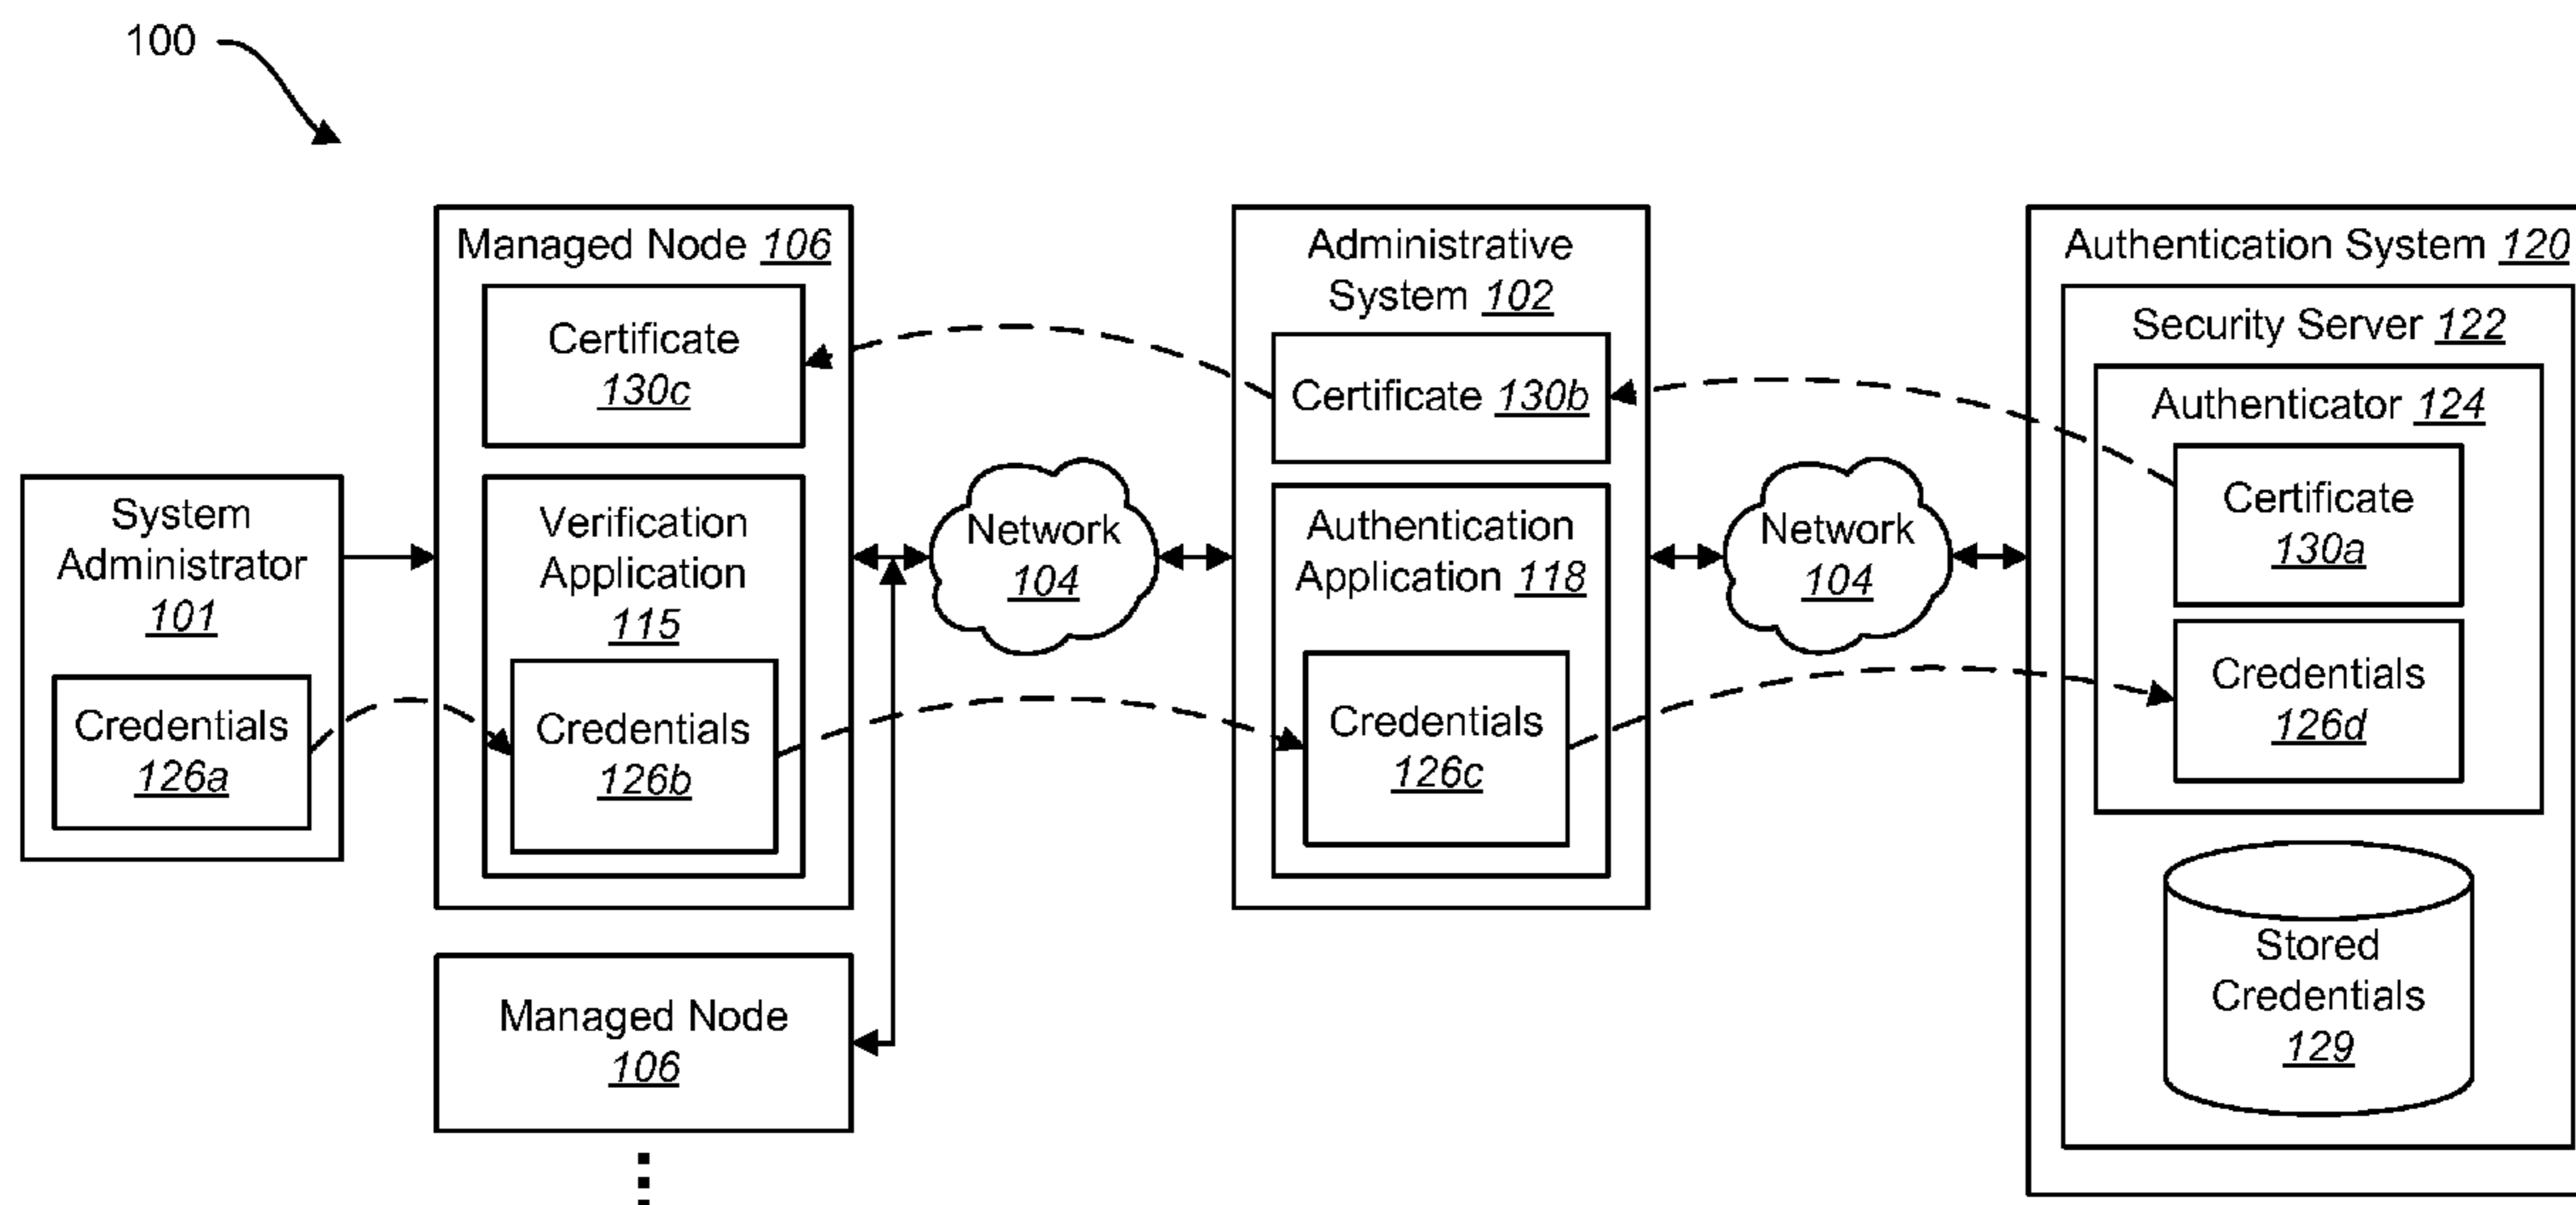 100
Managed Node 106
Certificate
130c
Verification
Application
115
Credentials
126b
System
Administrator
101
Credentials
126a
Managed Node
106
Network
104
Administrative
System 102
Certificate 130b
Authentication
Application 118
Credentials
126c
Network
104
Authentication System 120
Security Server 122
Authenticator 124
Certificate
130a
Credentials
126d
Stored
Credentials
129